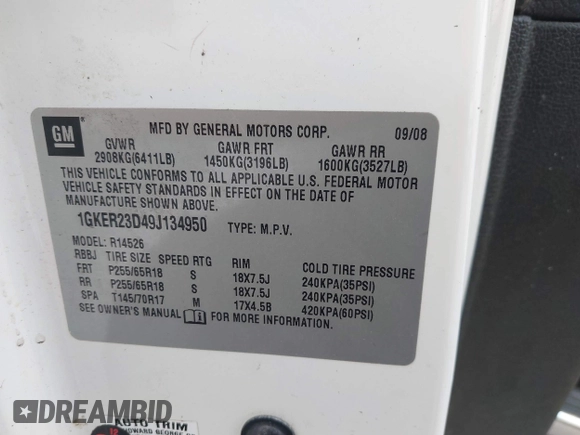 GM
MFD BY GENERAL MOTORS CORP. 09/08
GVWR GAWR FRT GAWR RR
2908KG(6411LB) 1450KG(3196LB) 1600KG(3527LB)
THIS VEHICLE CONFORMS TO ALL APPLICABLE U.S. FEDERAL MOTOR
VEHICLE SAFETY STANDARDS IN EFFECT ON THE DATE OF
MANUFACTURE SHOWN ABOVE.
1GKER23D49J134950 TYPE: M.P.V.
MODEL: R14526
RBBJ TIRE SIZE SPEED RTG RIM COLD TIRE PRESSURE
FRT P255/65R18 S 18X7.5J 240KPA(35PSI)
RR P255/65R18 S 18X7.5J 240KPA(35PSI)
SPA T145/70R17 M 17X4.5B 420KPA(60PSI)
SEE OWNER'S MANUAL FOR MORE INFORMATION.
AUTO TRIM
GEORGE
DREAMBID